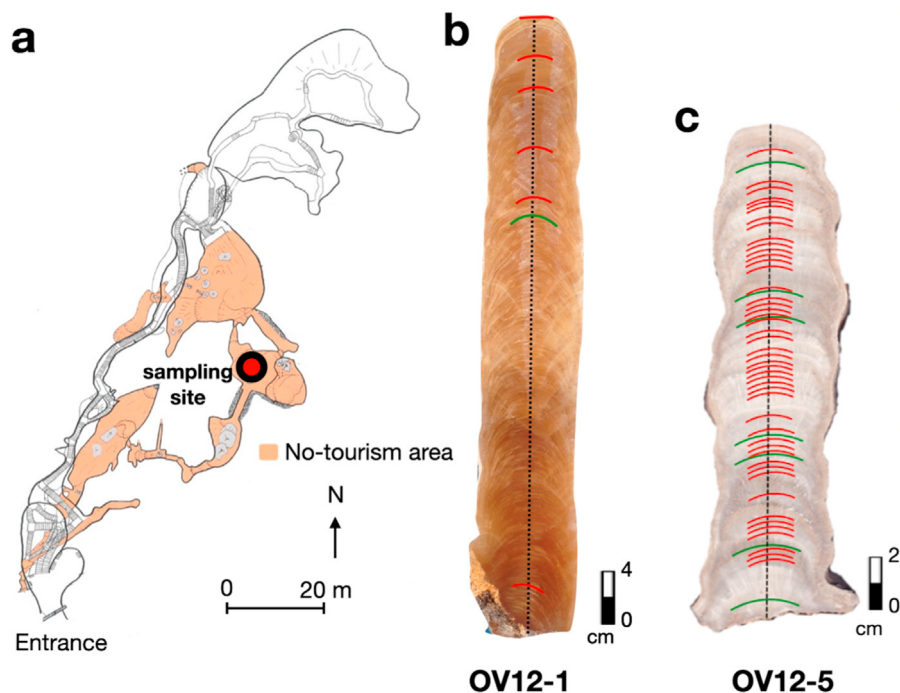 a
b
c
sampling
site
No-tourism area
N
0 20 m
Entrance
4
0
cm
2
0
cm
OV12-1
OV12-5